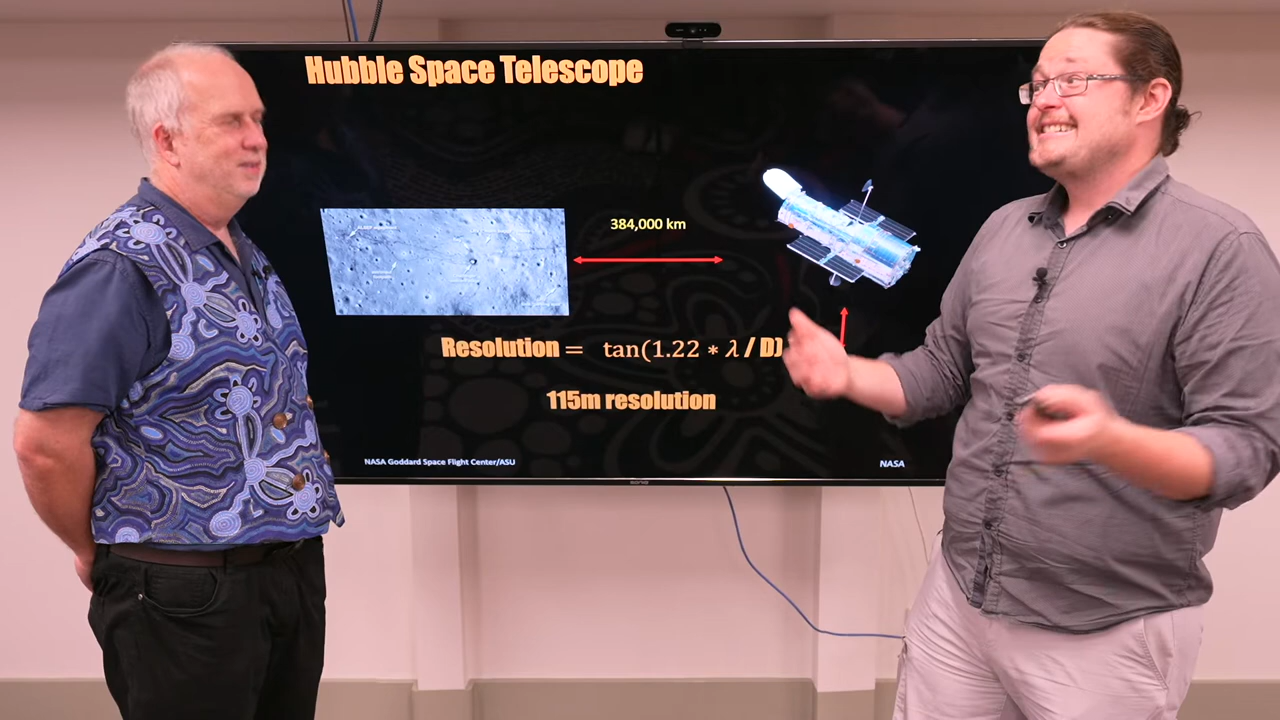 Hubble Space Telescope
384,000 km
Resolution = tan(1.22 * λ / D)
115m resolution
NASA Goddard Space Flight Center/ASU
NASA
SONY